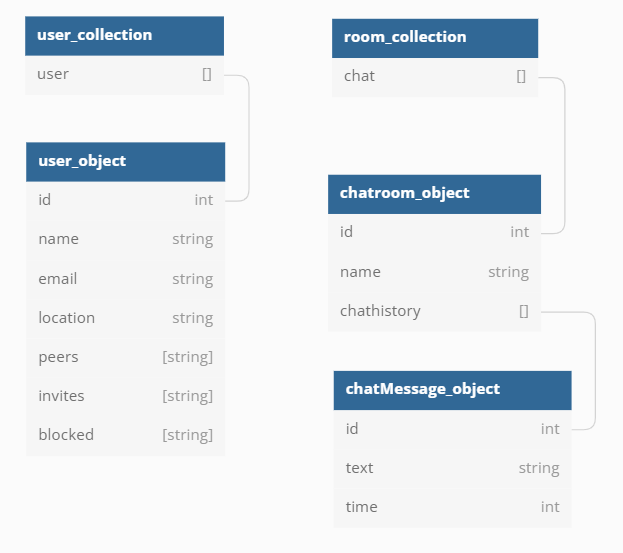 user_collection
user []
user_object
id int
name string
email string
location string
peers [string]
invites [string]
blocked [string]
room_collection
chat []
chatroom_object
id int
name string
chathistory []
chatMessage_object
id int
text string
time int